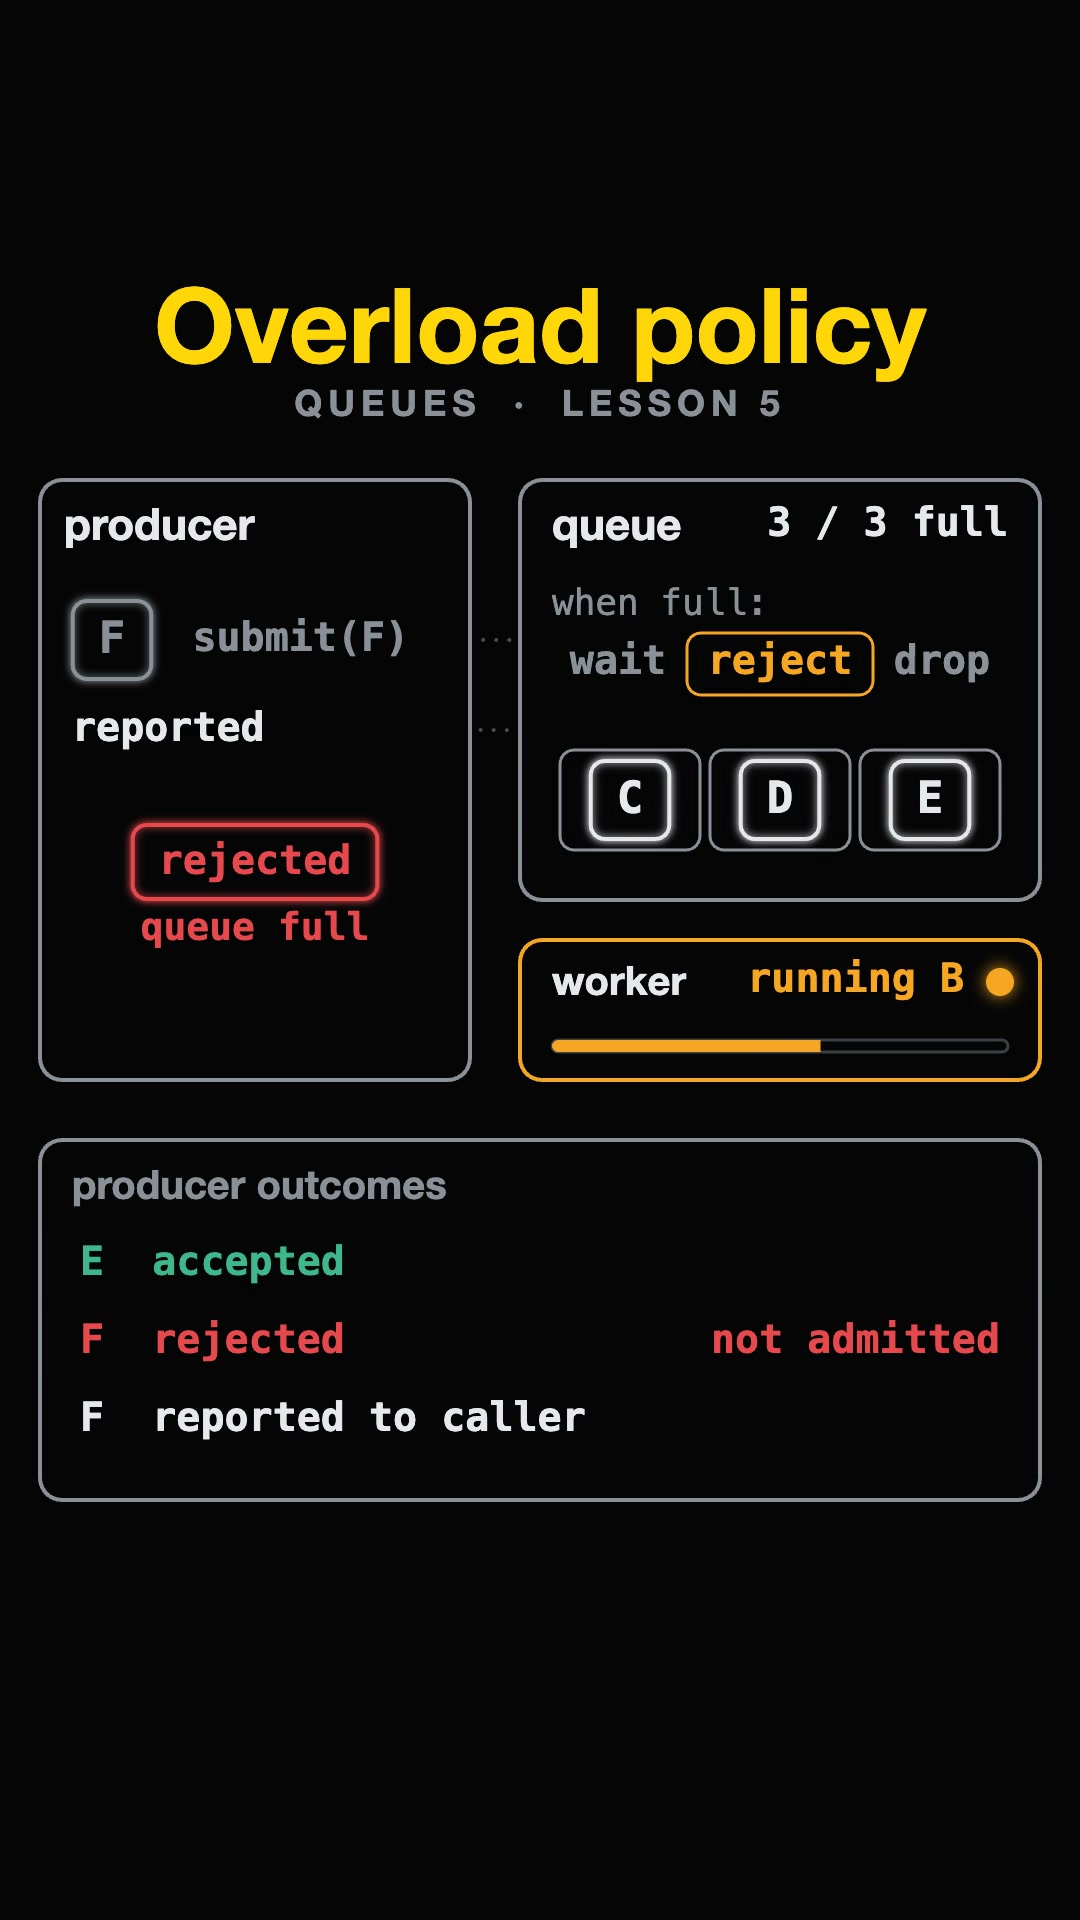 Overload policy
QUEUES · LESSON 5
producer
F submit(F)
reported
rejected
queue full
queue 3 / 3 full
when full:
wait reject drop
C D E
worker running B
producer outcomes
E accepted
F rejected not admitted
F reported to caller